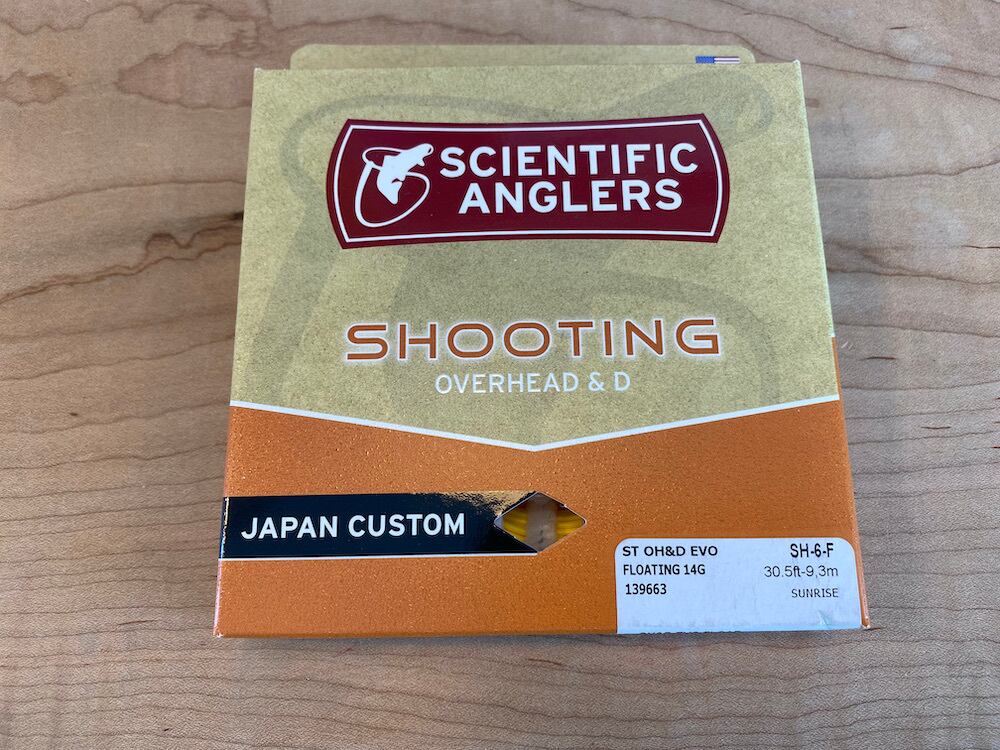 SCIENTIFIC
ANGLERS
SHOOTING
OVERHEAD & D
JAPAN CUSTOM
ST OH&D EVO SH-6-F
FLOATING 14G 30.5ft-9,3m
139663 SUNRISE